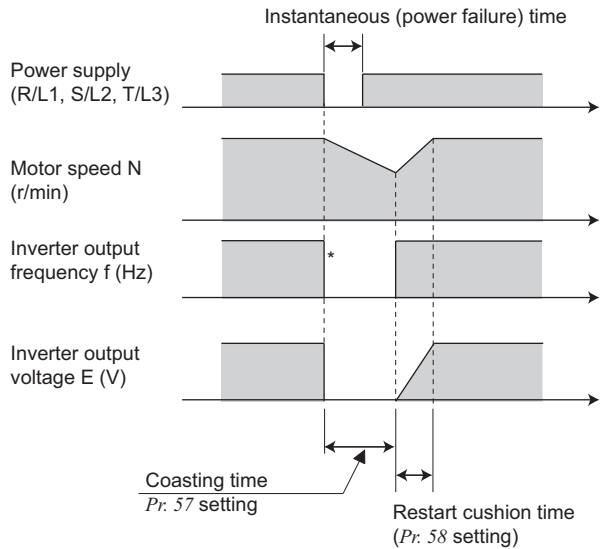 Instantaneous (power failure) time
Power supply
(R/L1, S/L2, T/L3)
Motor speed N
(r/min)
Inverter output
frequency f (Hz)
*
Inverter output
voltage E (V)
Coasting time
Pr. 57 setting
Restart cushion time
(Pr. 58 setting)